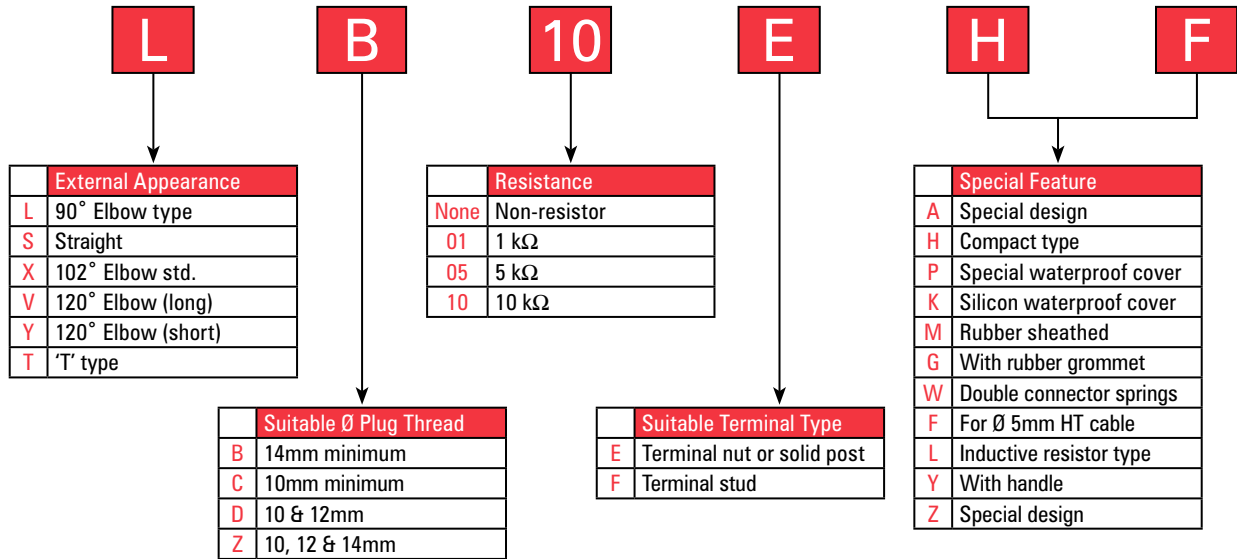 L B 10 E H F
External Appearance
L 90˚ Elbow type
S Straight
X 102˚ Elbow std.
V 120˚ Elbow (long)
Y 120˚ Elbow (short)
T ‘T’ type
Resistance
None Non-resistor
01 1 kΩ
05 5 kΩ
10 10 kΩ
Special Feature
A Special design
H Compact type
P Special waterproof cover
K Silicon waterproof cover
M Rubber sheathed
G With rubber grommet
W Double connector springs
F For Ø 5mm HT cable
L Inductive resistor type
Y With handle
Z Special design
Suitable Ø Plug Thread
B 14mm minimum
C 10mm minimum
D 10 & 12mm
Z 10, 12 & 14mm
Suitable Terminal Type
E Terminal nut or solid post
F Terminal stud